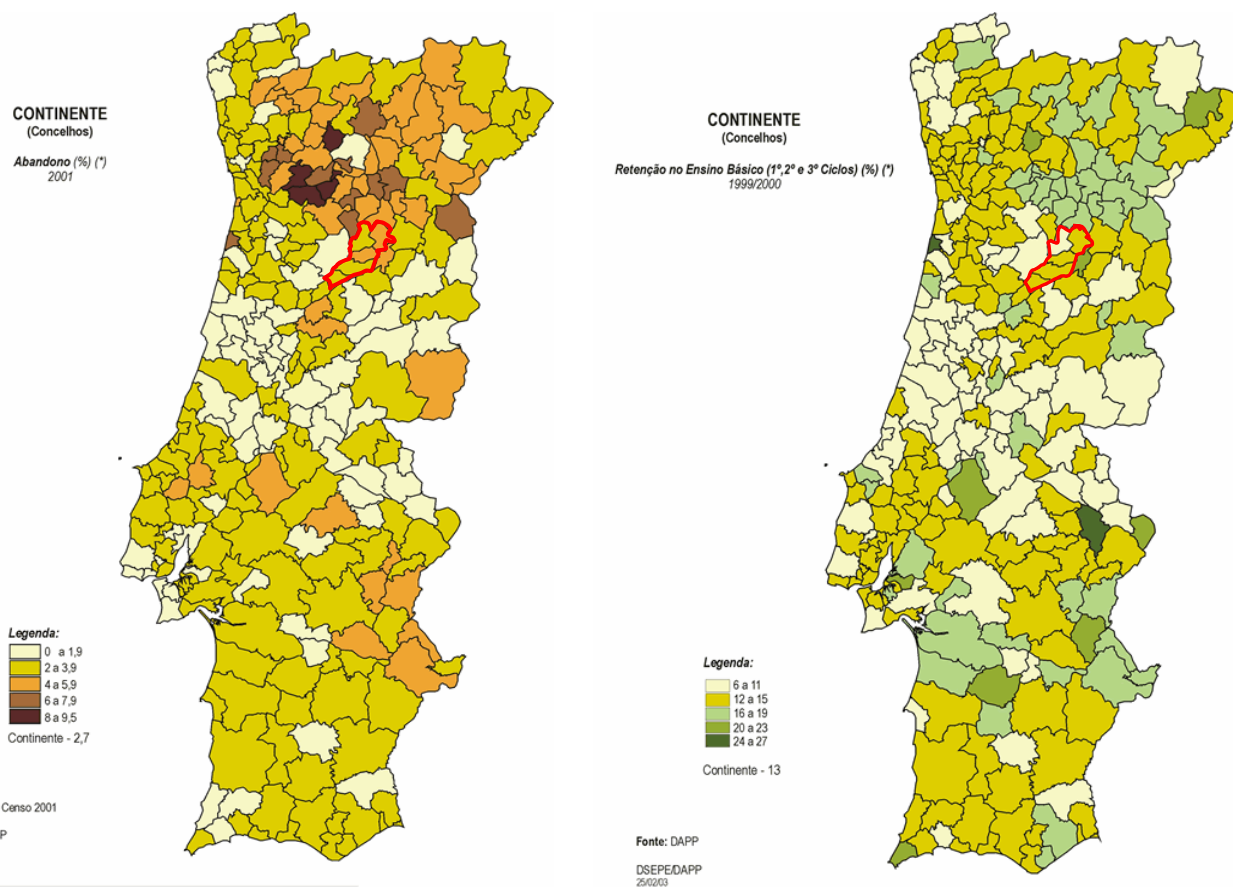 CONTINENTE
(Concelhos)
Abandono (%) (*)
2001
Legenda:
0 a 1,9
2 a 3,9
4 a 5,9
6 a 7,9
8 a 9,5
Continente - 2,7
Censo 2001
P
CONTINENTE
(Concelhos)
Retenção no Ensino Básico (1º,2º e 3º Ciclos) (%) (*)
1999/2000
Legenda:
6 a 11
12 a 15
16 a 19
20 a 23
24 a 27
Continente - 13
Fonte: DAPP
DSEPE/DAPP
25/02/03